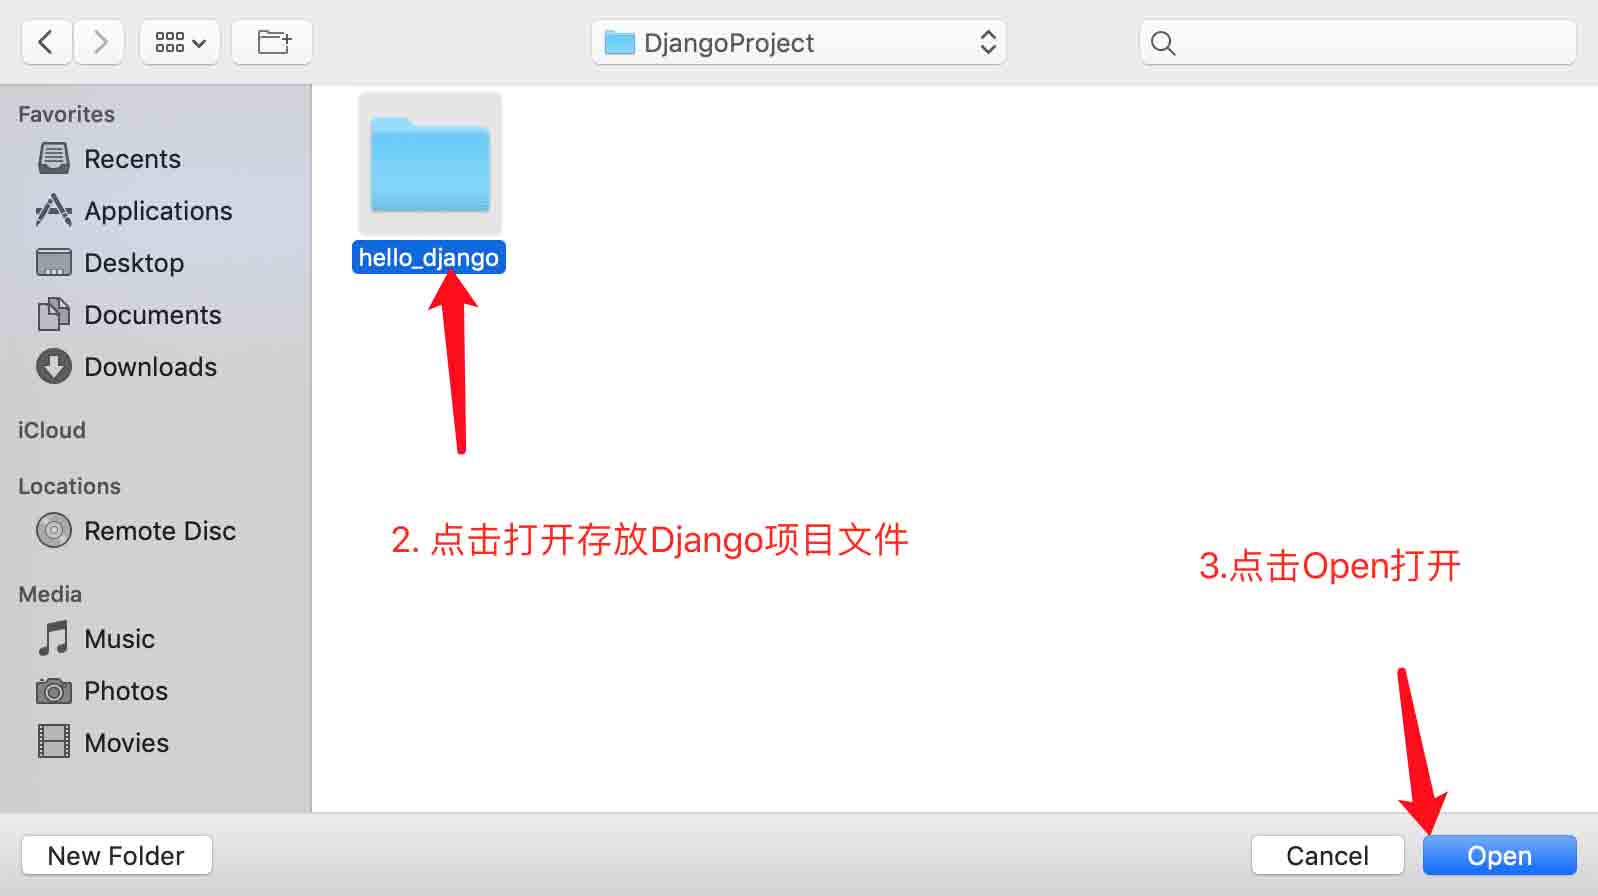 DjangoProject
Favorites
Recents
Applications
Desktop
Documents
Downloads
iCloud
Locations
Remote Disc
Media
Music
Photos
Movies
hello_django
2. 点击打开存放Django项目文件
3.点击Open打开
New Folder
Cancel
Open